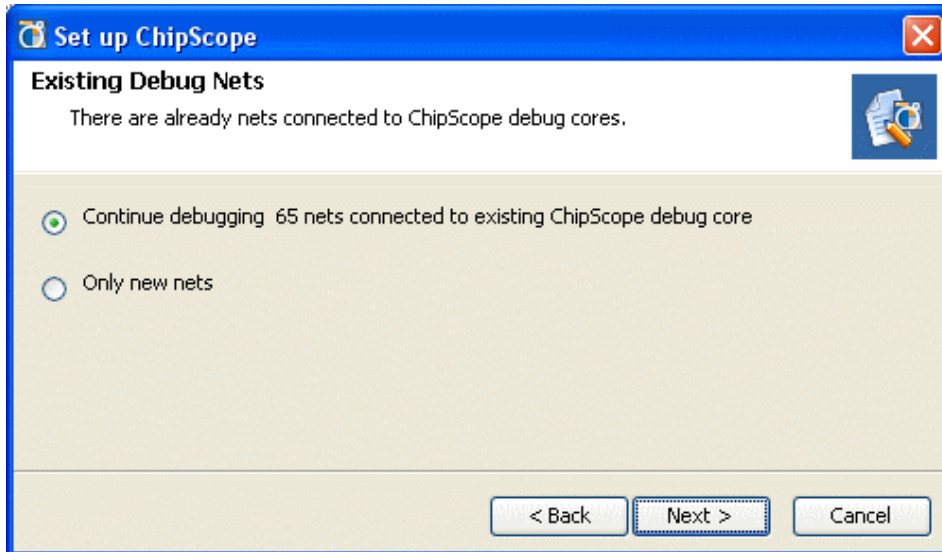 Set up ChipScope
Existing Debug Nets
There are already nets connected to ChipScope debug cores.
Continue debugging 65 nets connected to existing ChipScope debug core
Only new nets
< Back
Next >
Cancel